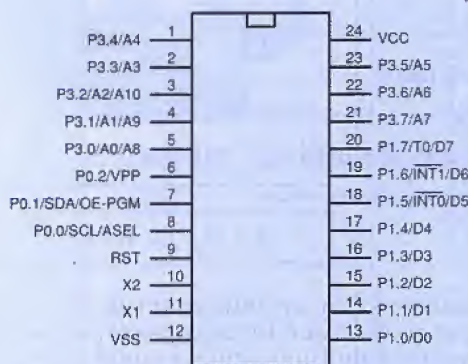 P3.4/A4 1 24 VCC
P3.3/A3 2 23 P3.5/A5
P3.2/A2/A10 3 22 P3.6/A6
P3.1/A1/A9 4 21 P3.7/A7
P3.0/A0/A8 5 20 P1.7/T0/D7
P0.2/VPP 6 19 P1.6/INT1/D6
P0.1/SDA/OE-PGM 7 18 P1.5/INT0/D5
P0.0/SCL/ASEL 8 17 P1.4/D4
RST 9 16 P1.3/D3
X2 10 15 P1.2/D2
X1 11 14 P1.1/D1
VSS 12 13 P1.0/D0